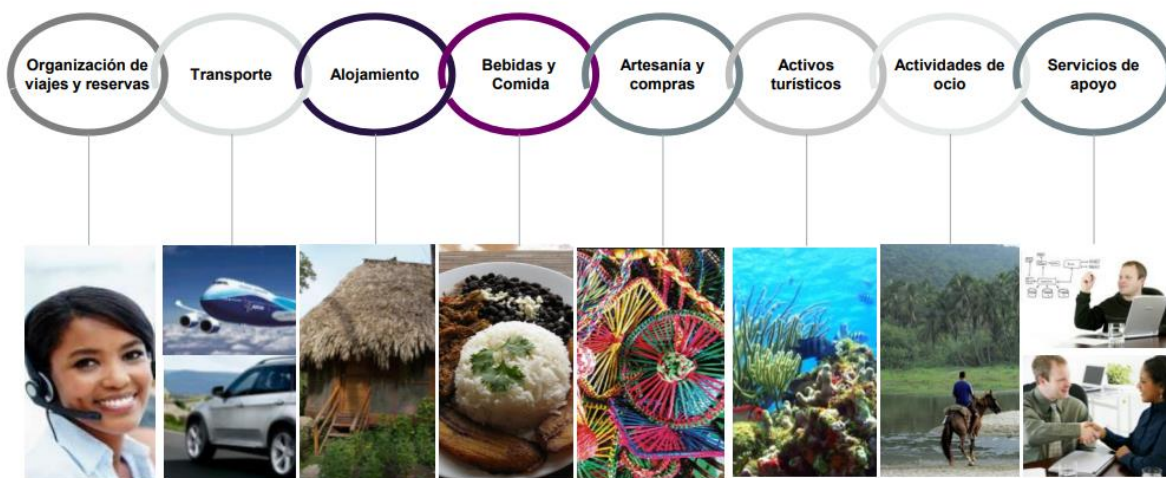 Organización de
viajes y reservas
Transporte
Alojamiento
Bebidas y
Comida
Artesanía y
compras
Activos
turísticos
Actividades de
ocio
Servicios de
apoyo